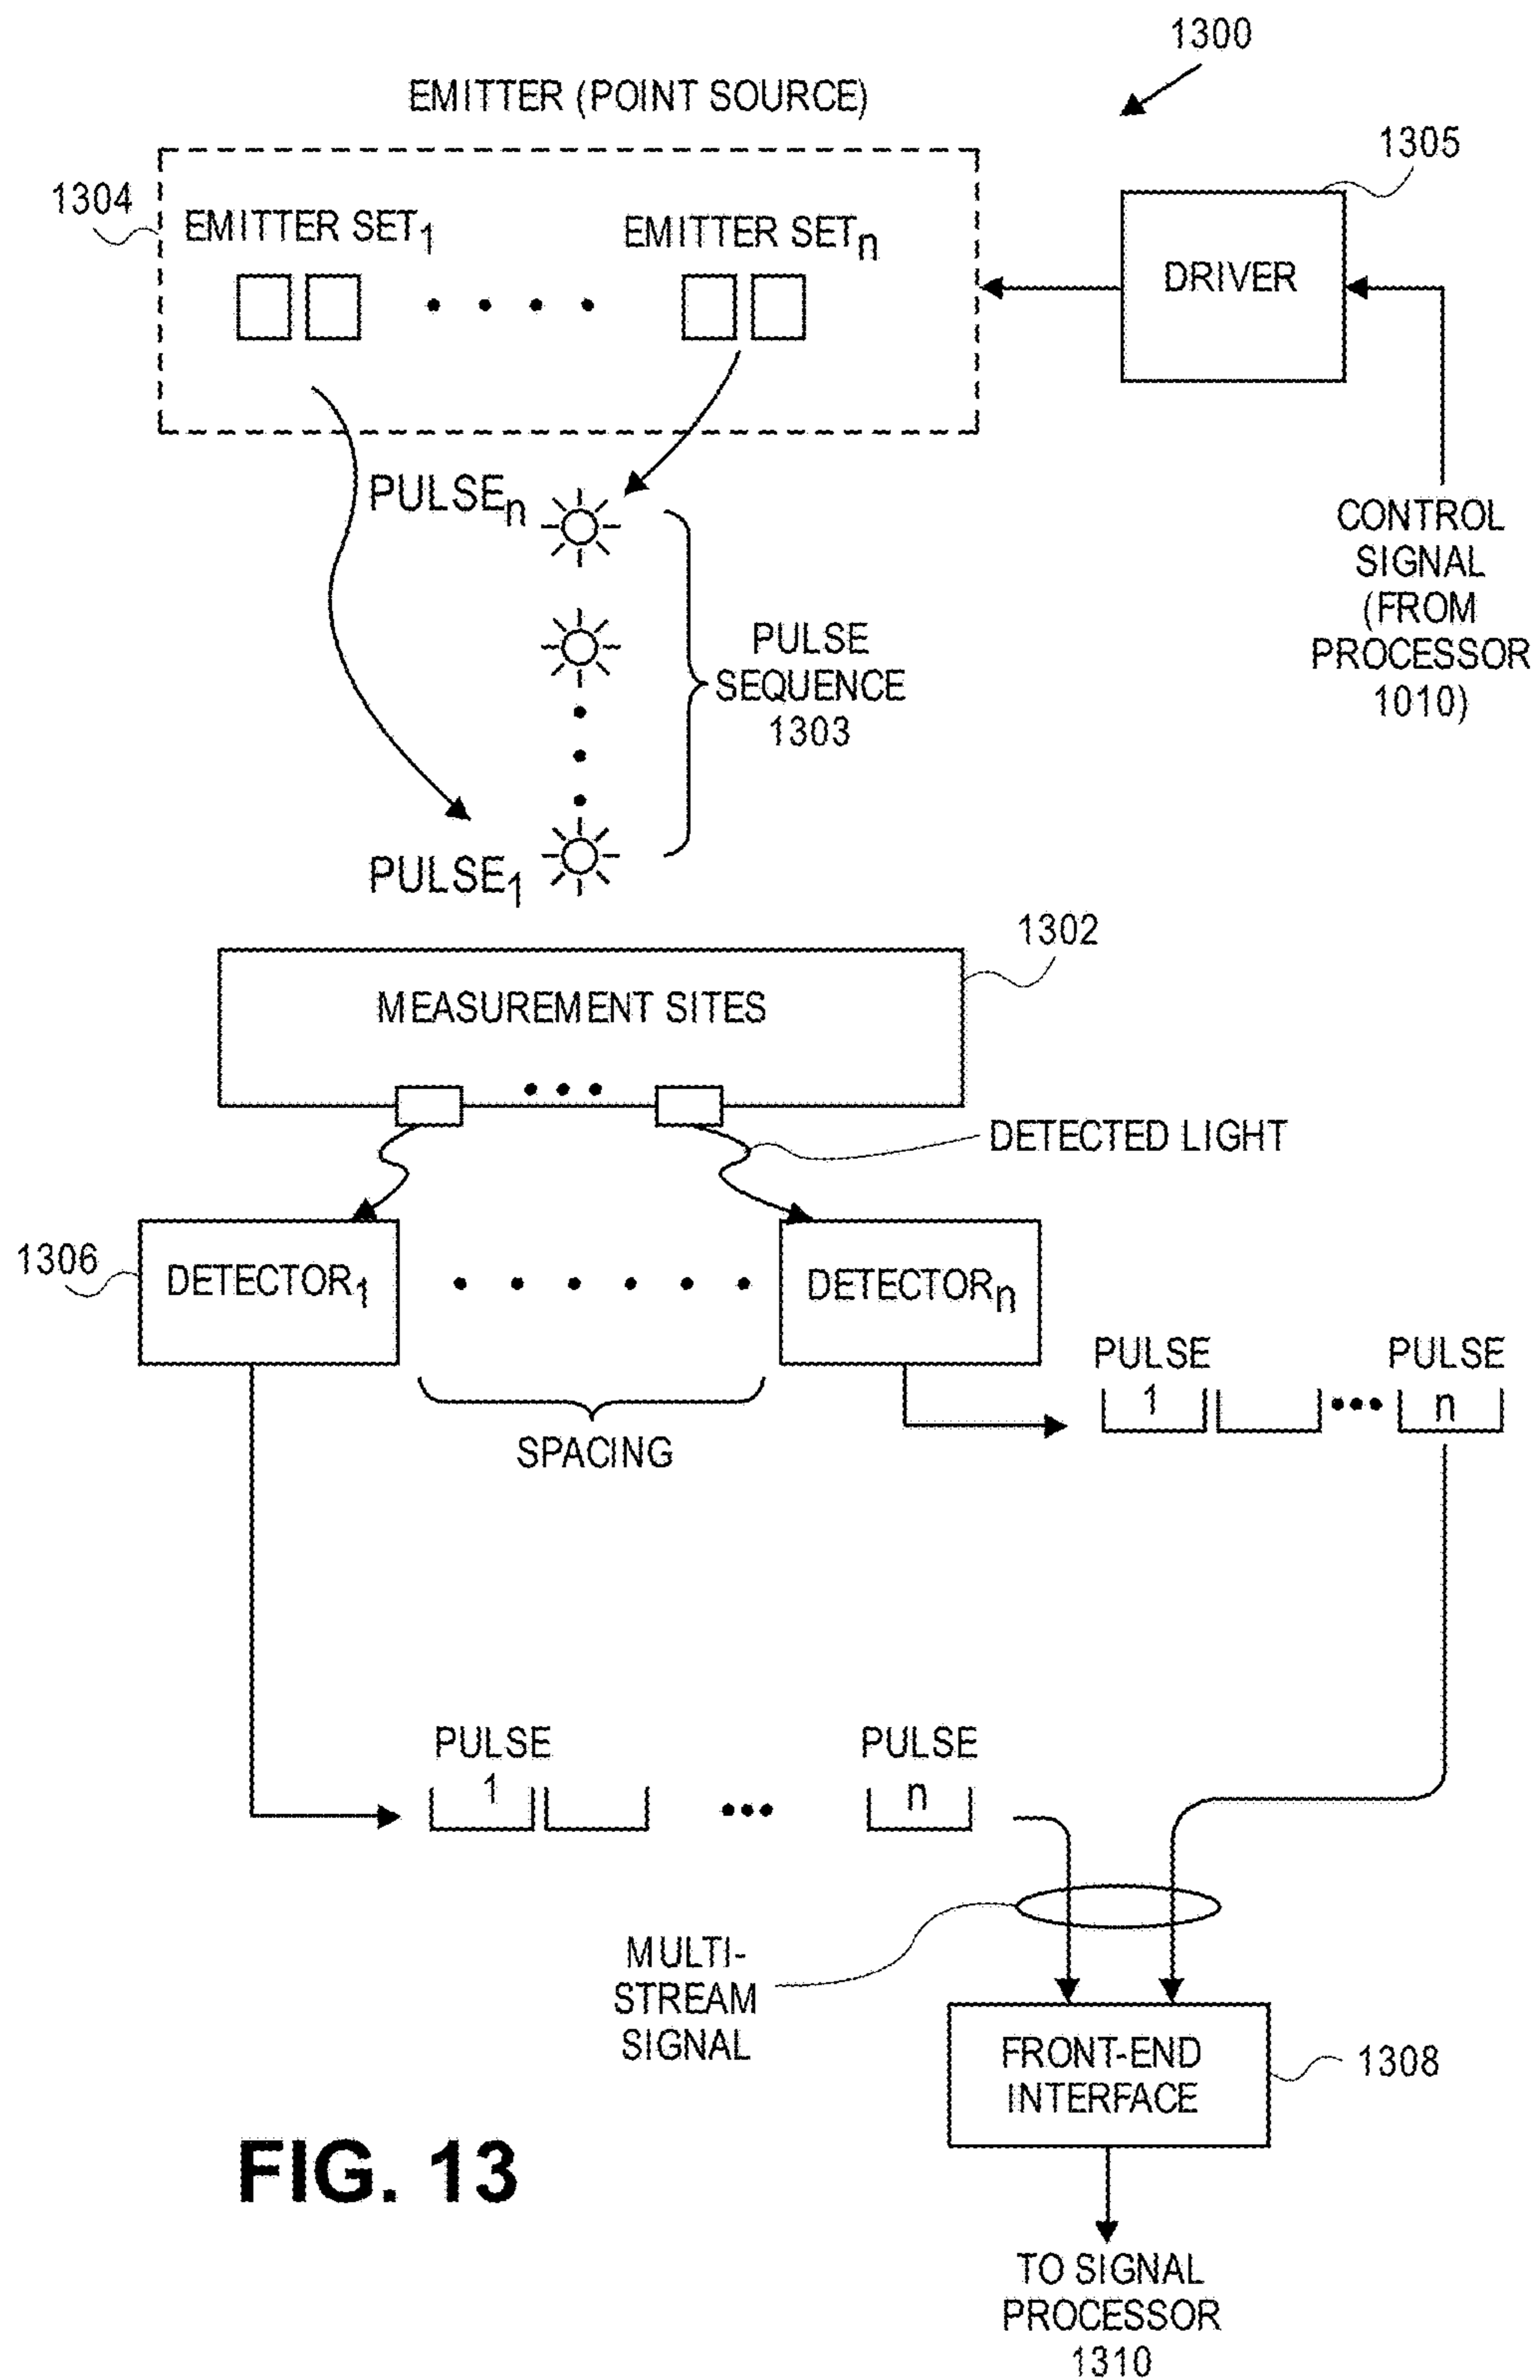 1300
EMITTER (POINT SOURCE)
1305
1304
EMITTER SET1
EMITTER SETn
DRIVER
PULSEn
CONTROL
SIGNAL
(FROM
PROCESSOR
1010)
PULSE
SEQUENCE
1303
PULSE1
1302
MEASUREMENT SITES
DETECTED LIGHT
1306
DETECTOR1
DETECTORn
SPACING
PULSE
1
PULSE
n
PULSE
1
PULSE
n
MULTI-
STREAM
SIGNAL
FRONT-END
INTERFACE
1308
FIG. 13
TO SIGNAL
PROCESSOR
1310